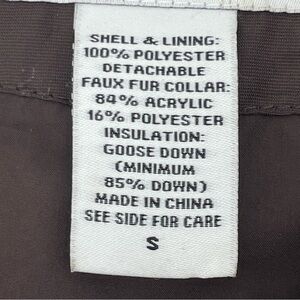 SHELL & LINING:
100% POLYESTER
DETACHABLE
FAUX FUR COLLAR:
84% ACRYLIC
16% POLYESTER
INSULATION:
GOOSE DOWN
(MINIMUM
85% DOWN)
MADE IN CHINA
SEE SIDE FOR CARE
S